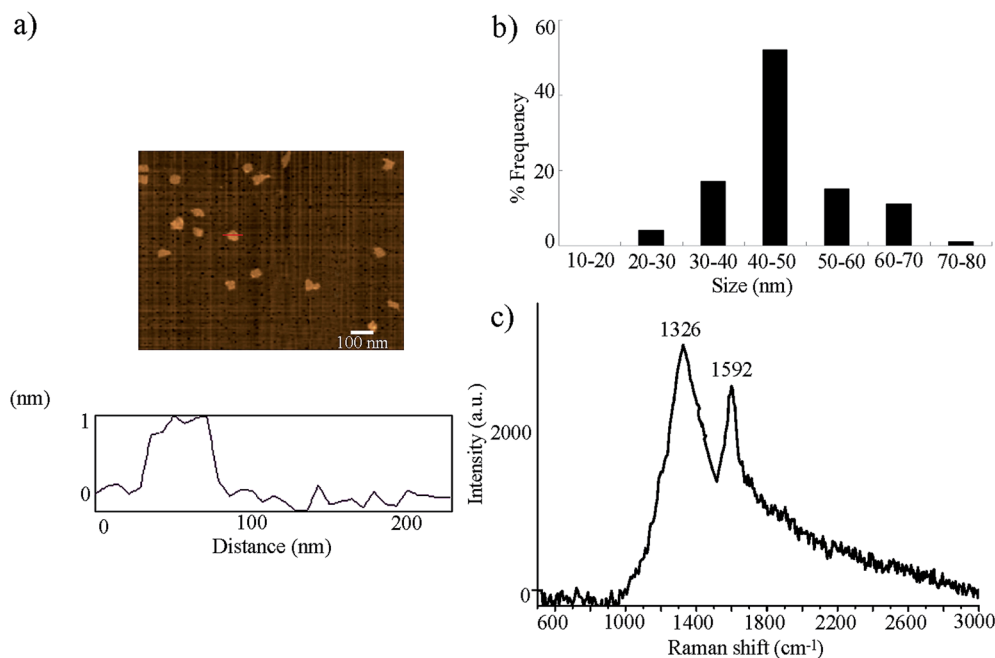 a)
100 nm
(nm)
1
0
0
100
200
Distance (nm)
b)
60
40
20
0
% Frequency
10-20 20-30 30-40 40-50 50-60 60-70 70-80
Size (nm)
c)
1326
1592
2000
0
Intensity (a.u.)
600 1000 1400 1800 2200 2600 3000
Raman shift (cm⁻¹)